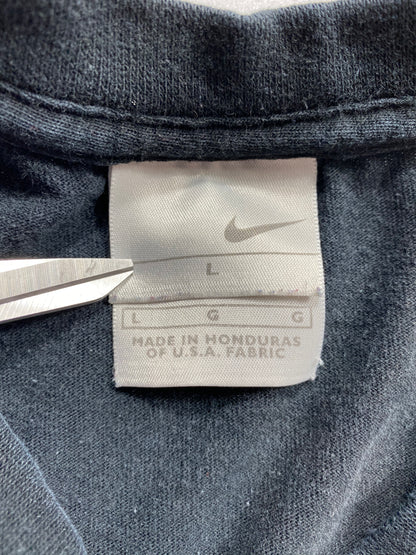 L
L G G
MADE IN HONDURAS
OF U.S.A. FABRIC